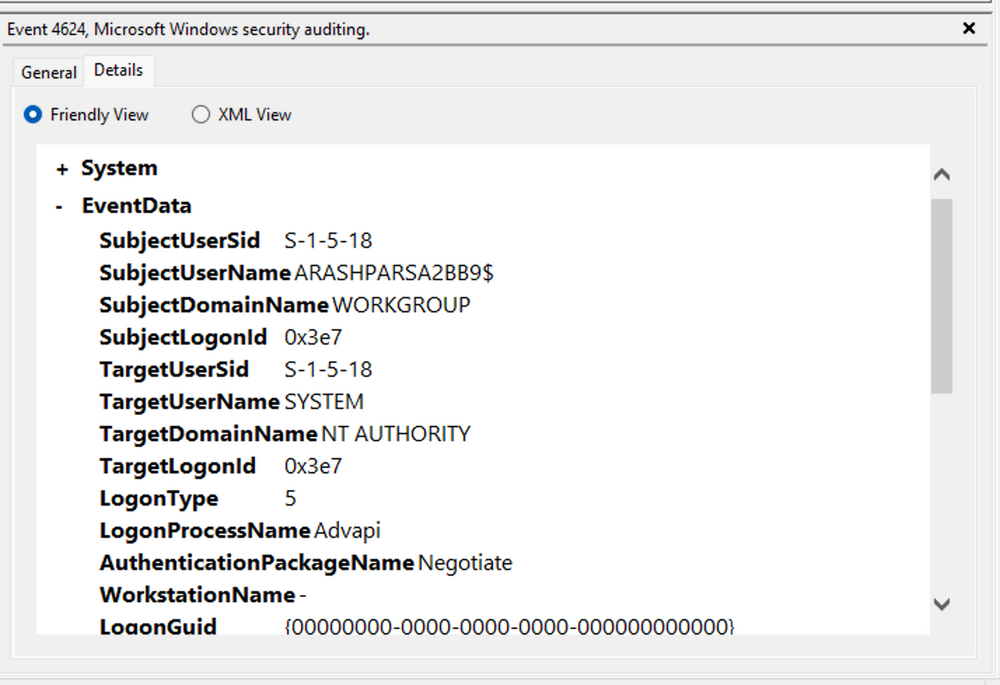 Event 4624, Microsoft Windows security auditing.
General Details
Friendly View XML View
+ System
- EventData
SubjectUserSid S-1-5-18
SubjectUserName ARASHPARSA2BB9$
SubjectDomainName WORKGROUP
SubjectLogonId 0x3e7
TargetUserSid S-1-5-18
TargetUserName SYSTEM
TargetDomainName NT AUTHORITY
TargetLogonId 0x3e7
LogonType 5
LogonProcessName Advapi
AuthenticationPackageName Negotiate
WorkstationName -
LogonGuid {00000000-0000-0000-0000-000000000000}